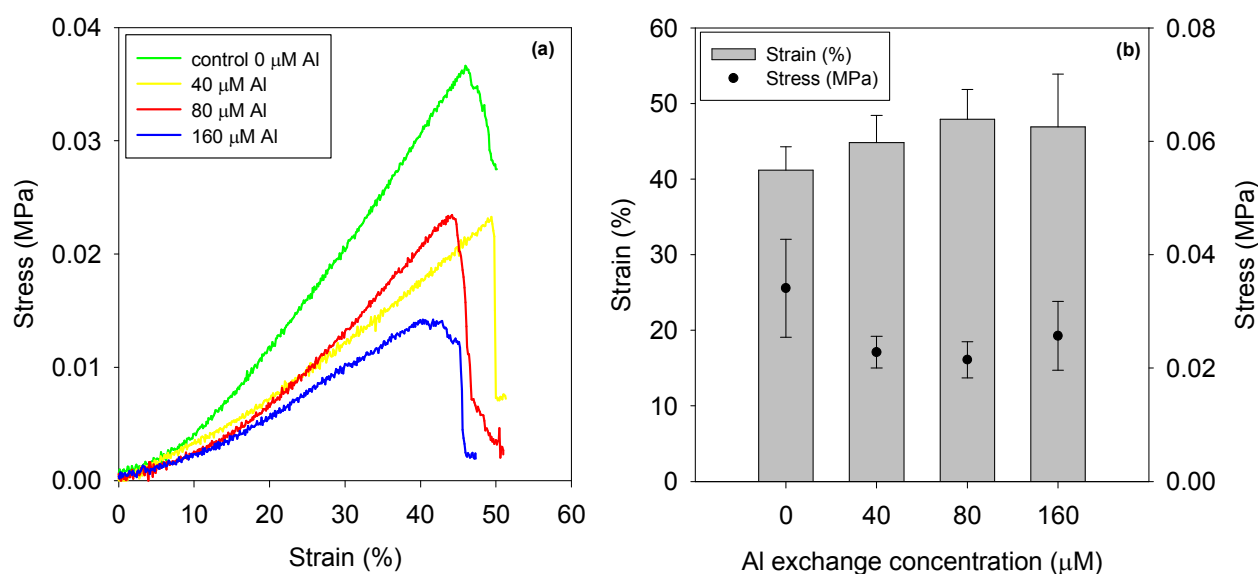 (a)
control 0 μM Al
40 μM Al
80 μM Al
160 μM Al
0.04
0.03
0.02
0.01
0.00
Stress (MPa)
0 10 20 30 40 50 60
Strain (%)
(b)
Strain (%)
Stress (MPa)
60
50
40
30
20
10
0
Strain (%)
0.08
0.06
0.04
0.02
0.00
Stress (MPa)
0 40 80 160
Al exchange concentration (μM)